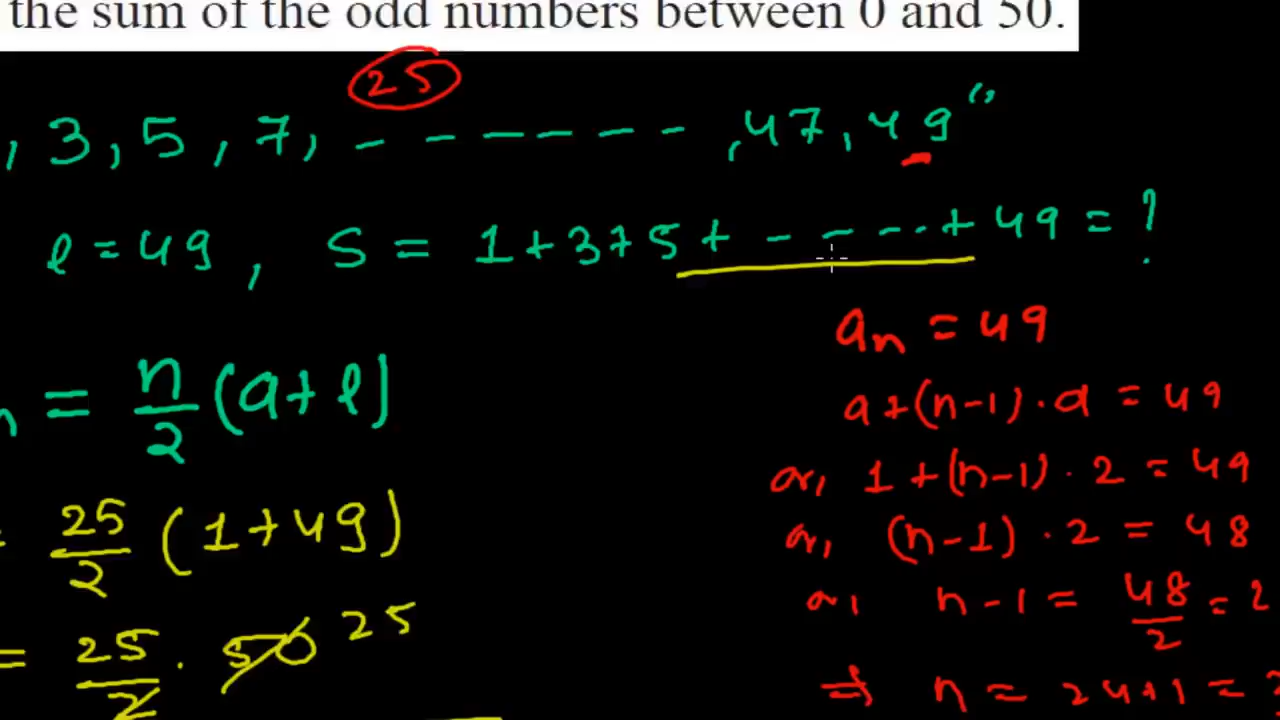 the sum of the odd numbers between 0 and 50.
25
, 3, 5, 7, - - - - - - - ,47, 49"
l = 49, S = 1+3+5+ - - - ..+ 49 = ?
an = 49
= n/2 (a+l)
a+(n-1).d = 49
or, 1+(n-1).2 = 49
= 25/2 (1+49)
or, (n-1).2 = 48
or, n-1 = 48/2 = 2
= 25/2 . 50 25
⇒ n = 24+1 =